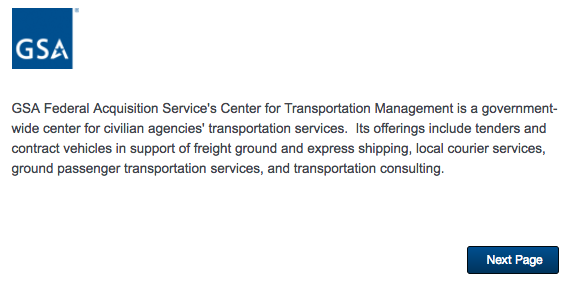 GSA
GSA Federal Acquisition Service's Center for Transportation Management is a government-
wide center for civilian agencies' transportation services.  Its offerings include tenders and
contract vehicles in support of freight ground and express shipping, local courier services,
ground passenger transportation services, and transportation consulting.
Next Page